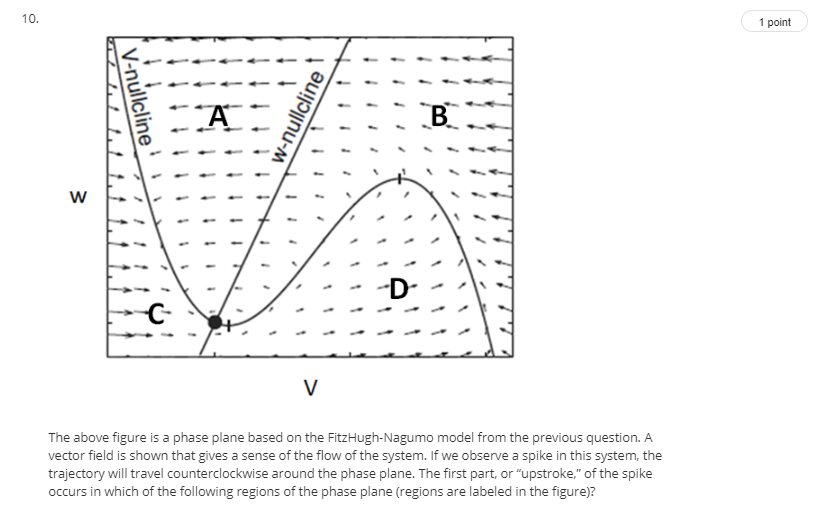 10.
1 point
V-nullcline
w-nullcline
A
B
w
D
C
V
The above figure is a phase plane based on the FitzHugh-Nagumo model from the previous question. A
vector field is shown that gives a sense of the flow of the system. If we observe a spike in this system, the
trajectory will travel counterclockwise around the phase plane. The first part, or "upstroke," of the spike
occurs in which of the following regions of the phase plane (regions are labeled in the figure)?